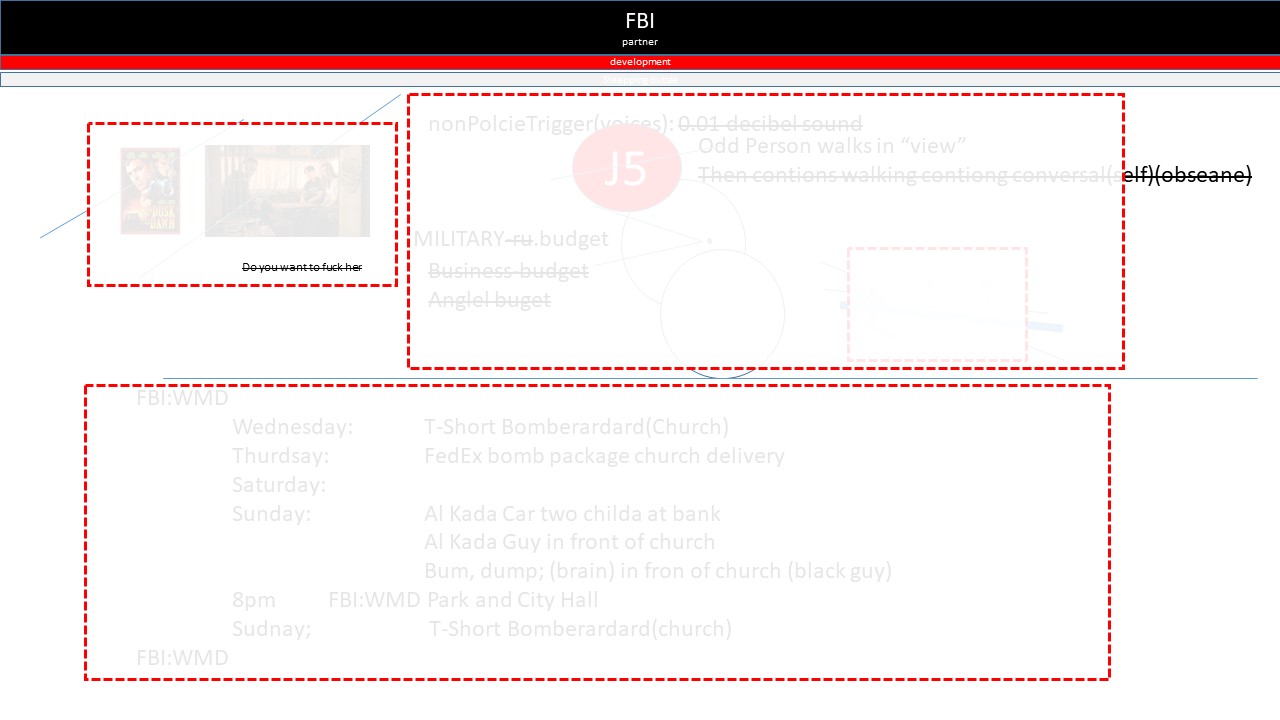 FBI
partner
development
nonPolcieTrigger(voices): 0.01 decibel sound
J5
Odd Person walks in “view”
Then contions walking contiong conversal(self)(obseane)
DUSK
DAWN
MILITARY-ru.budget
Do you want to fuck her
Business-budget
Anglel buget
FBI:WMD
Wednesday: T-Short Bomberardard(Church)
Thurdsay: FedEx bomb package church delivery
Saturday:
Sunday: Al Kada Car two childa at bank
Al Kada Guy in front of church
Bum, dump; (brain) in fron of church (black guy)
8pm FBI:WMD Park and City Hall
Sudnay; T-Short Bomberardard(church)
FBI:WMD